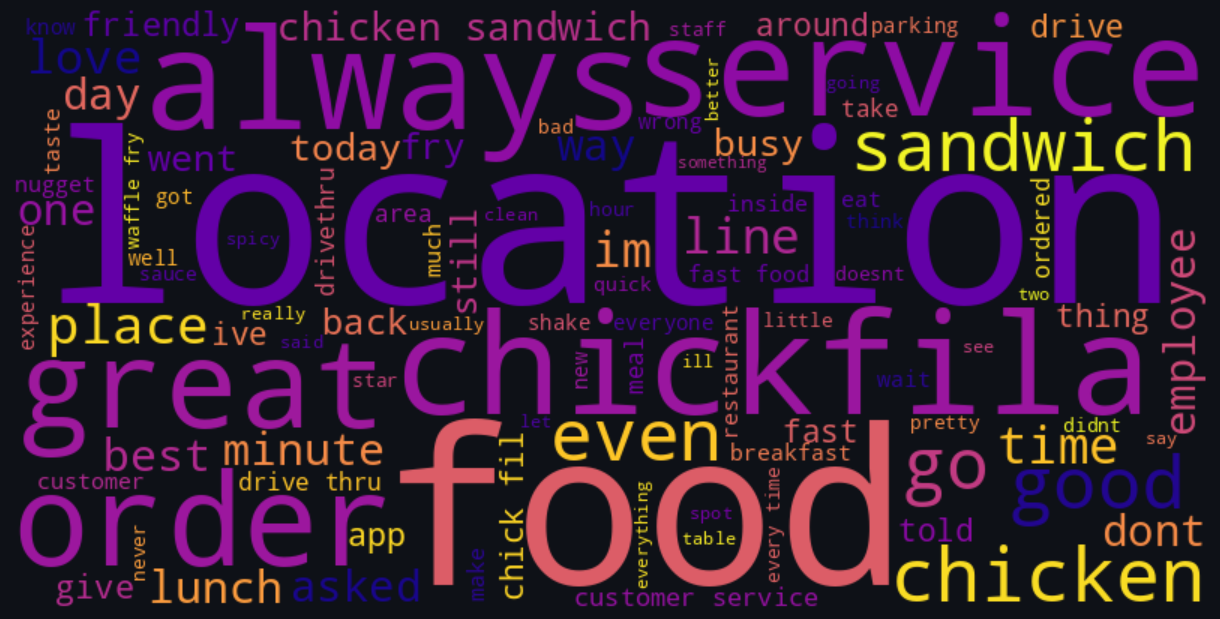 know
friendly
chicken sandwich
staff
around
parking
drive
love
always
service
day
better
going
take
taste
bad
wrong
waffle fry
went
today
fry
way
busy
something
sandwich
nugget
one
got
location
drivethru
area
clean
hour
inside
eat
think
ordered
spicy
much
still
im
line
well
sauce
quick
fast food
doesnt
two
experience
employee
place
ive
really
said
back
usually
shake
everyone
restaurant
little
thing
great
star
chickfila
new
meal
ill
wait
see
let
best
minute
even
fast
breakfast
pretty
time
didnt
say
customer
drive thru
food
chick fil
go
good
order
app
everything
spot
table
every time
told
dont
never
give
lunch
asked
make
customer service
chicken